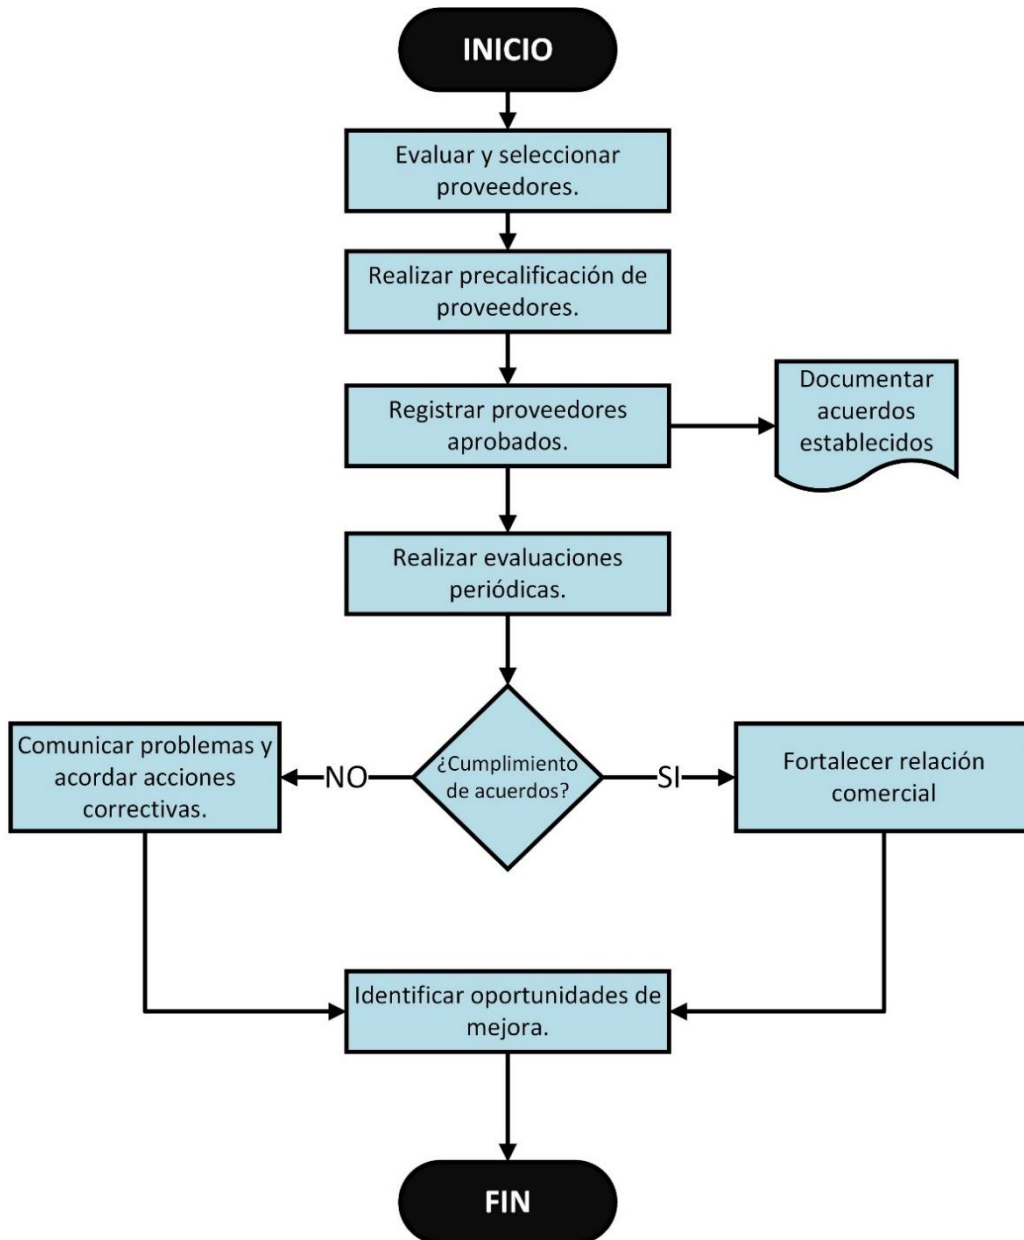 INICIO
Evaluar y seleccionar
proveedores.
Realizar precalificación de
proveedores.
Registrar proveedores
aprobados.
Documentar
acuerdos
establecidos
Realizar evaluaciones
periódicas.
¿Cumplimiento
de acuerdos?
NO
SI
Comunicar problemas y
acordar acciones
correctivas.
Fortalecer relación
comercial
Identificar oportunidades de
mejora.
FIN